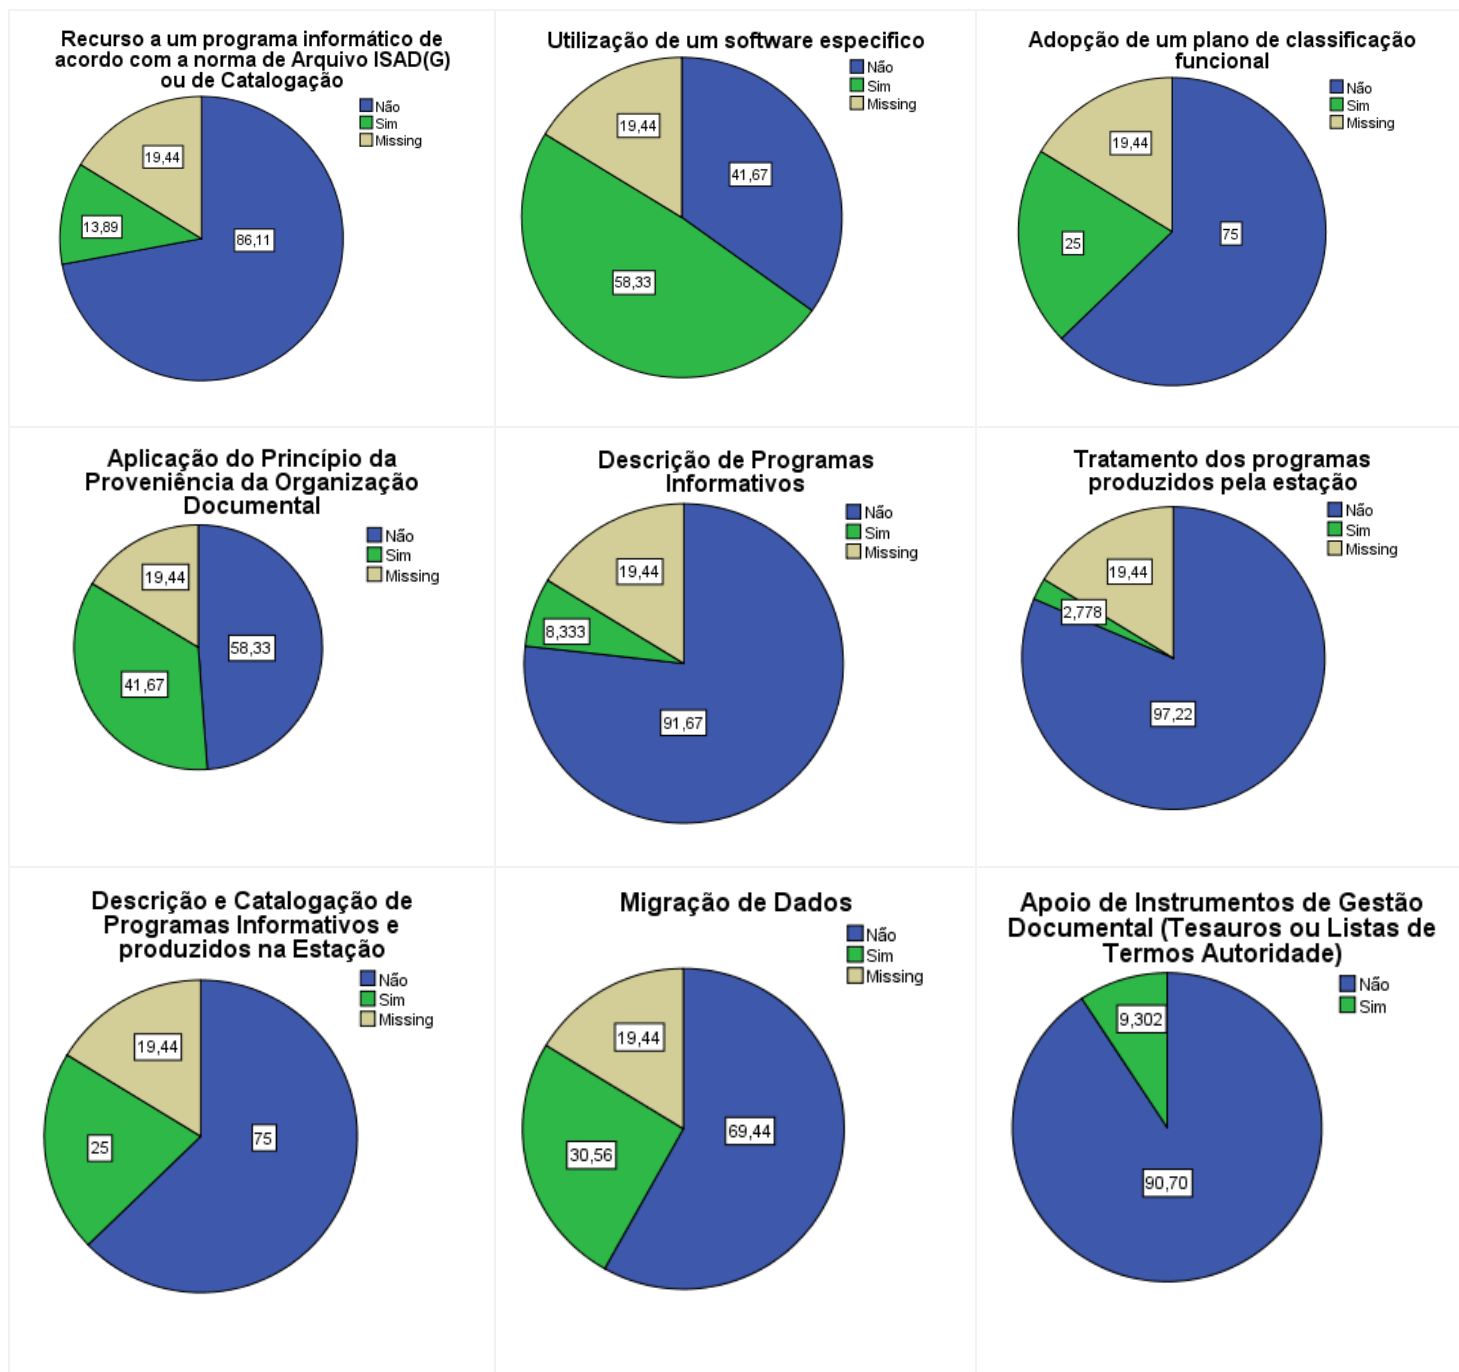 Recurso a um programa informático de
acordo com a norma de Arquivo ISAD(G)
ou de Catalogação
Não
Sim
Missing
19,44
13,89
86,11
Utilização de um software especifico
Não
Sim
Missing
19,44
41,67
58,33
Adopção de um plano de classificação
funcional
Não
Sim
Missing
19,44
25
75
Aplicação do Princípio da
Proveniência da Organização
Documental
Não
Sim
Missing
19,44
58,33
41,67
Descrição de Programas
Informativos
Não
Sim
Missing
19,44
8,333
91,67
Tratamento dos programas
produzidos pela estação
Não
Sim
Missing
19,44
2,778
97,22
Descrição e Catalogação de
Programas Informativos e
produzidos na Estação
Não
Sim
Missing
19,44
25
75
Migração de Dados
Não
Sim
Missing
19,44
69,44
30,56
Apoio de Instrumentos de Gestão
Documental (Tesauros ou Listas de
Termos Autoridade)
Não
Sim
9,302
90,70